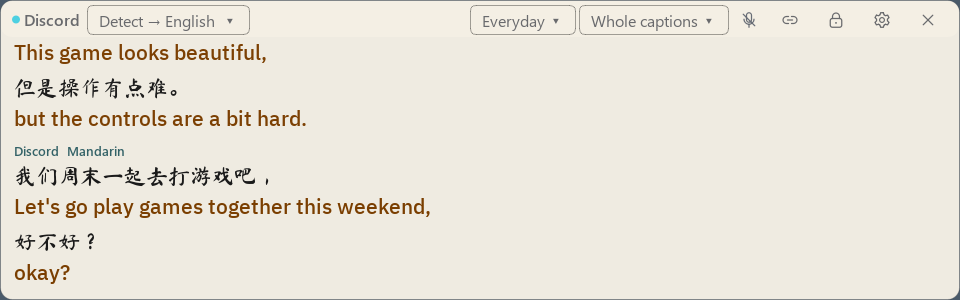 Discord Detect → English Everyday Whole captions
This game looks beautiful,
但是操作有点难。
but the controls are a bit hard.
Discord Mandarin
我们周末一起去打游戏吧，
Let's go play games together this weekend,
好不好？
okay?